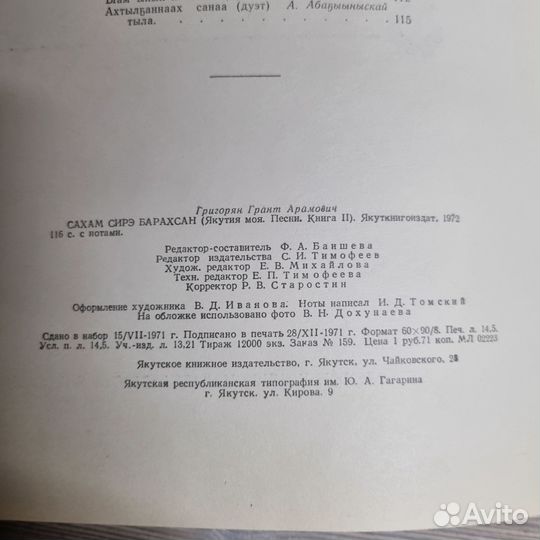 Ахтылҕаннаах санаа (дуэт) А. Абаҕыыныскай
тыла. . . . . . . . . . . 115
Григорян Грант Арамович
САХАМ СИРЭ БАРАХСАН (Якутия моя. Песни. Книга II). Якуткнигоиздат, 1972
116 с. с нотами.
Редактор-составитель Ф. А. Баишева
Редактор издательства С. И. Тимофеев
Худож. редактор Е. В. Михайлова
Техн. редактор Е. П. Тимофеева
Корректор Р. В. Старостин
Оформление художника В. Д. Иванова. Ноты написал И. Д. Томский
На обложке использовано фото В. Н. Дохунаева
Сдано в набор 15/VII-1971 г. Подписано в печать 28/XII-1971 г. Формат 60×90/8. Печ. л. 14,5.
Усл. п. л. 14,5. Уч.-изд. л. 13,21 Тираж 12000 экз. Заказ № 159. Цена 1 руб.71 коп. МЛ 02223
Якутское книжное издательство, г. Якутск, ул. Чайковского, 28
Якутская республиканская типография им. Ю. А. Гагарина
г. Якутск, ул. Кирова, 9
Avito